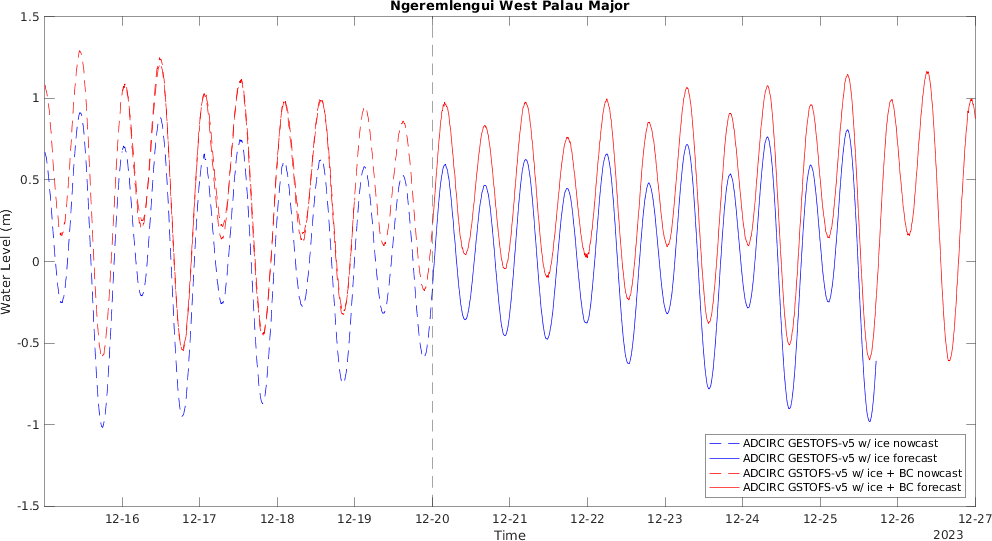 Ngeremlengui West Palau Major
1.5
1
0.5
0
-0.5
-1
-1.5
Water Level (m)
12-16
12-17
12-18
12-19
12-20
12-21
12-22
12-23
12-24
12-25
12-26
12-27
Time
2023
ADCIRC GESTOFS-v5 w/ ice nowcast
ADCIRC GESTOFS-v5 w/ ice forecast
ADCIRC GSTOFS-v5 w/ ice + BC nowcast
ADCIRC GSTOFS-v5 w/ ice + BC forecast